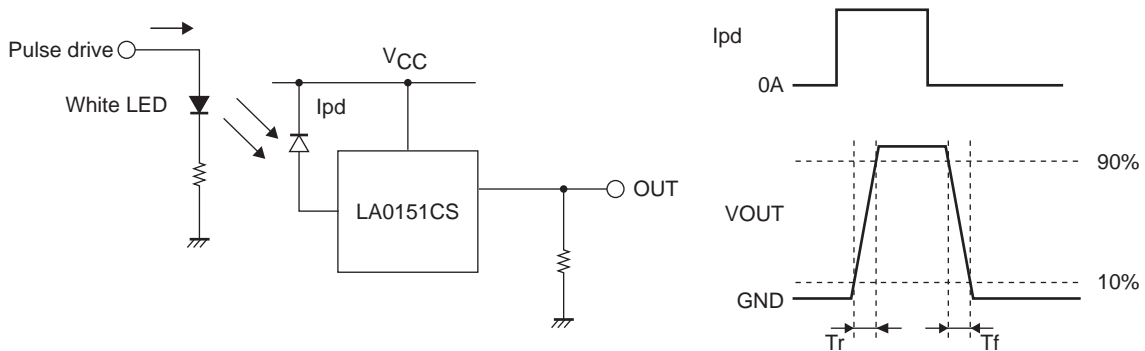 Pulse drive
White LED
VCC
Ipd
LA0151CS
OUT
Ipd
0A
90%
VOUT
10%
GND
Tr
Tf